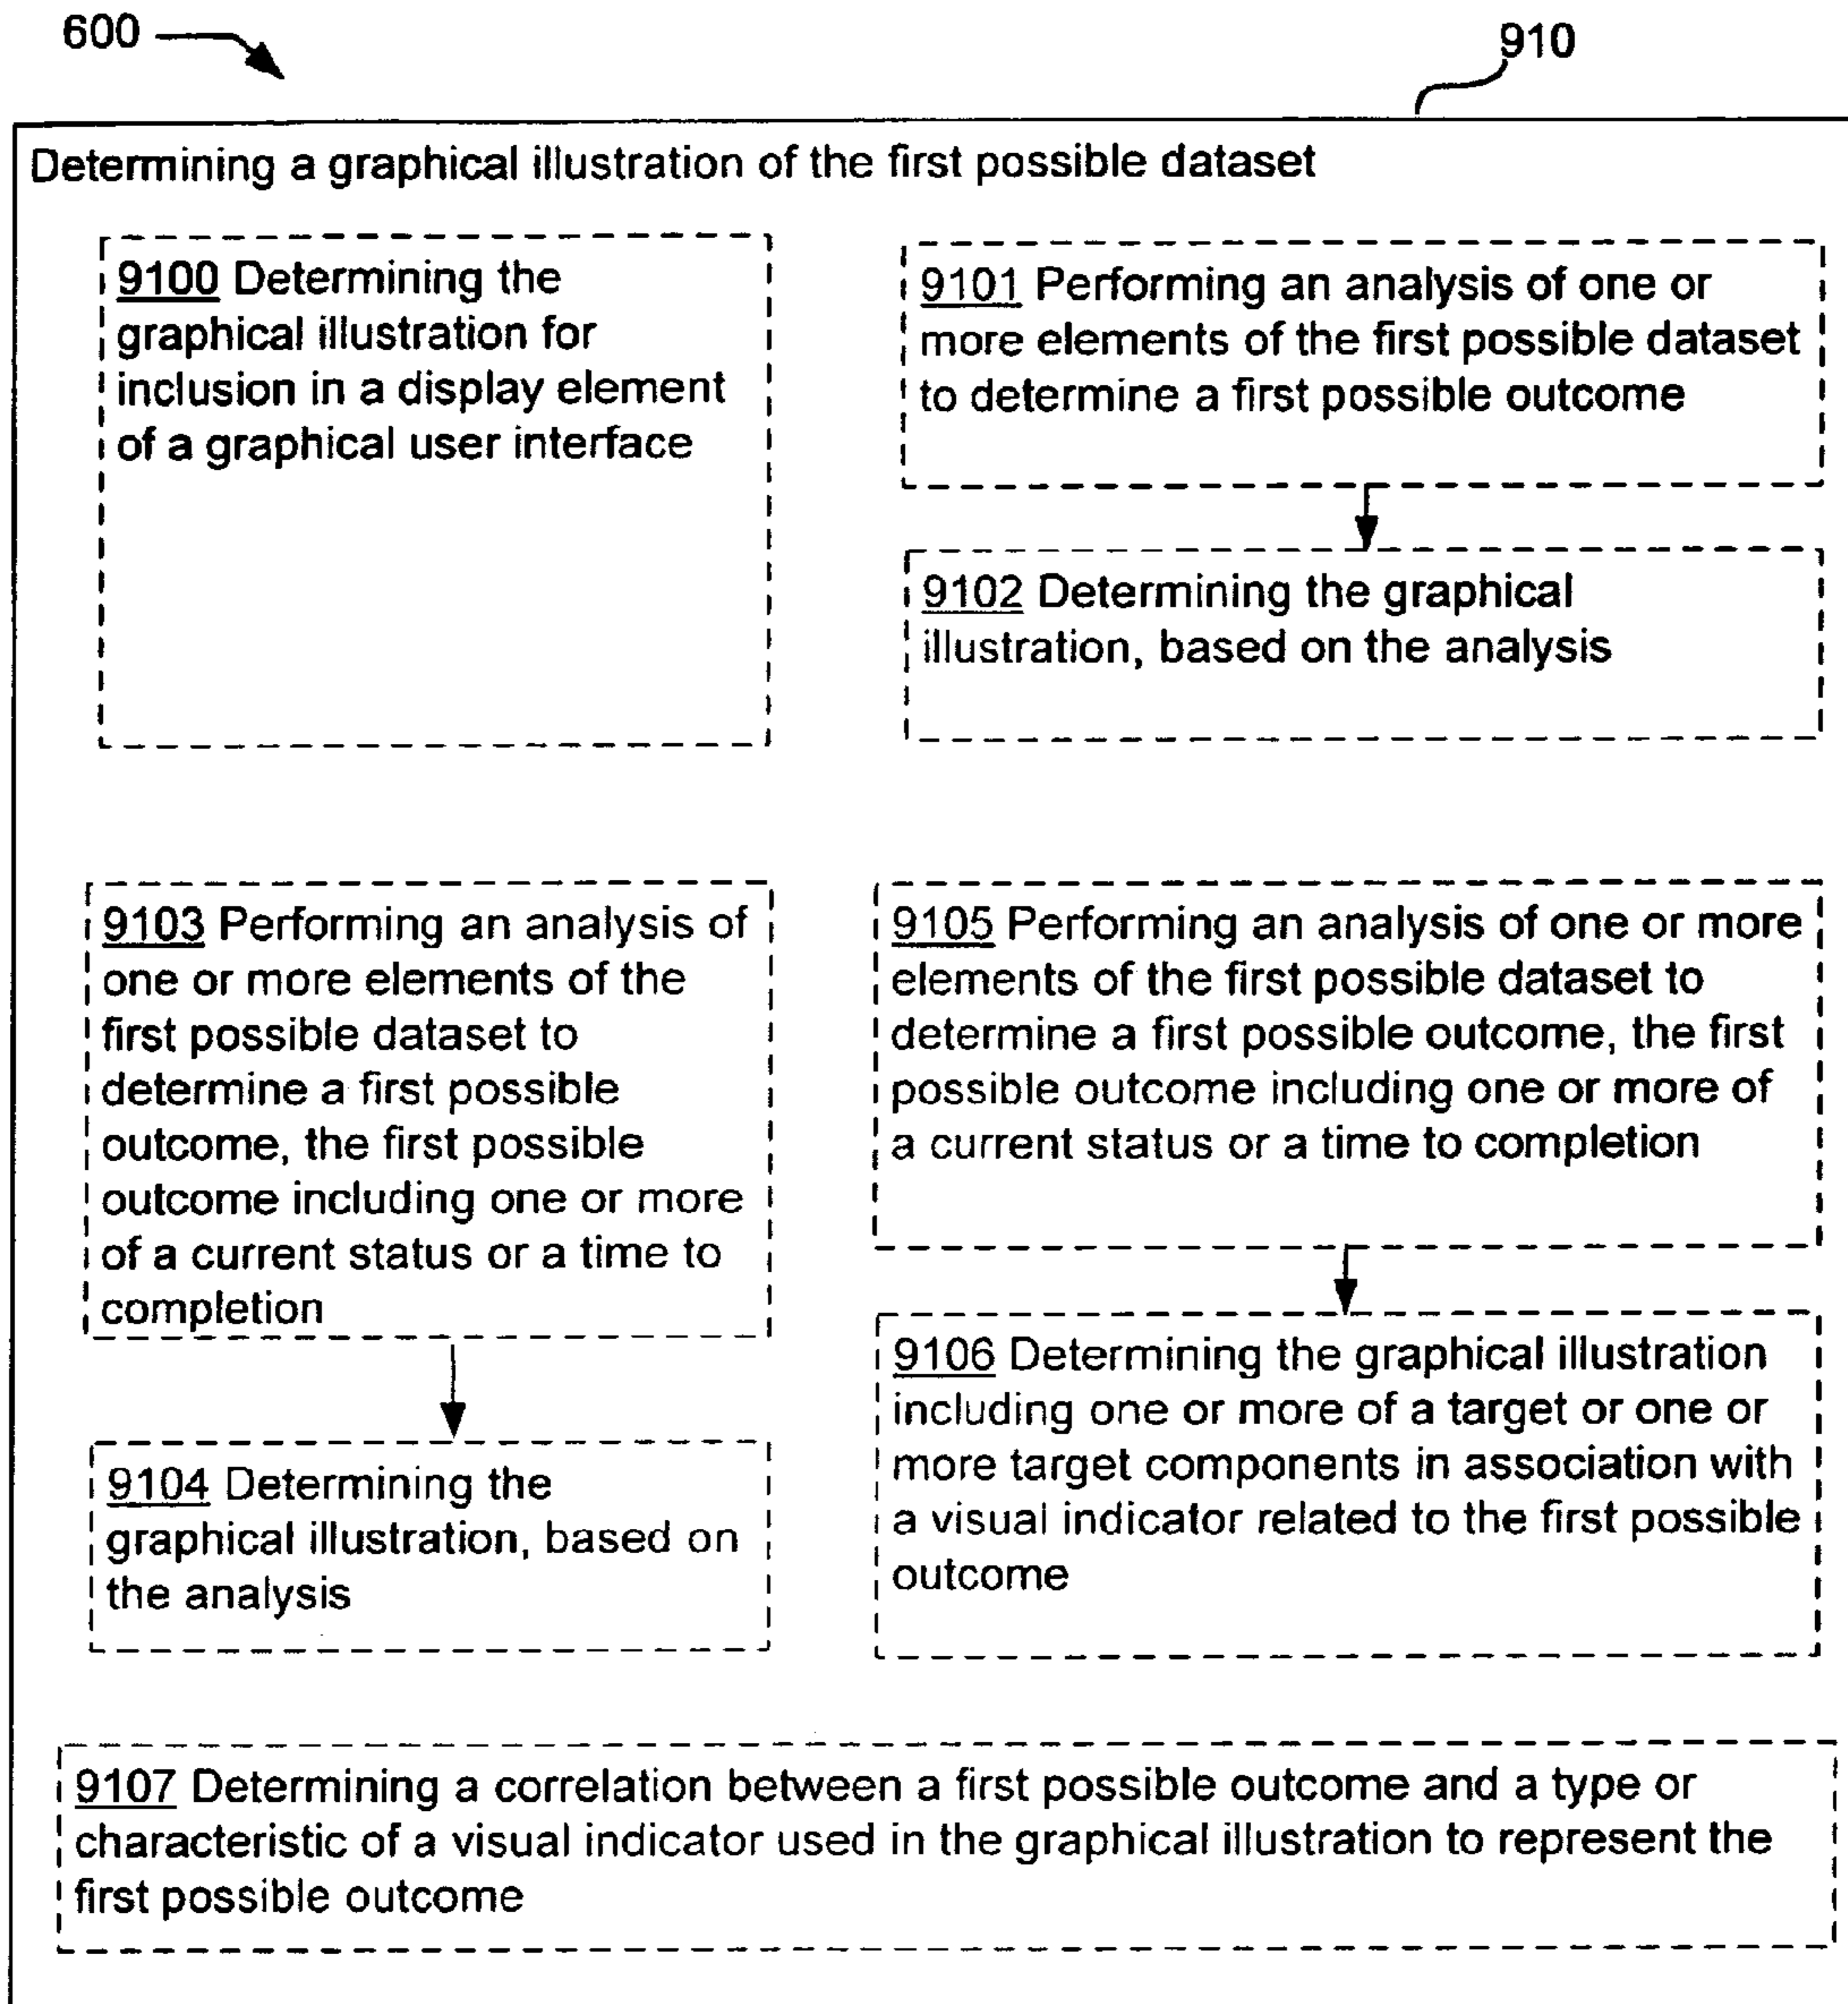 600
910
Determining a graphical illustration of the first possible dataset
9100 Determining the
graphical illustration for
inclusion in a display element
of a graphical user interface
9101 Performing an analysis of one or
more elements of the first possible dataset
to determine a first possible outcome
9102 Determining the graphical
illustration, based on the analysis
9103 Performing an analysis of
one or more elements of the
first possible dataset to
determine a first possible
outcome, the first possible
outcome including one or more
of a current status or a time to
completion
9104 Determining the
graphical illustration, based on
the analysis
9105 Performing an analysis of one or more
elements of the first possible dataset to
determine a first possible outcome, the first
possible outcome including one or more of
a current status or a time to completion
9106 Determining the graphical illustration
including one or more of a target or one or
more target components in association with
a visual indicator related to the first possible
outcome
9107 Determining a correlation between a first possible outcome and a type or
characteristic of a visual indicator used in the graphical illustration to represent the
first possible outcome